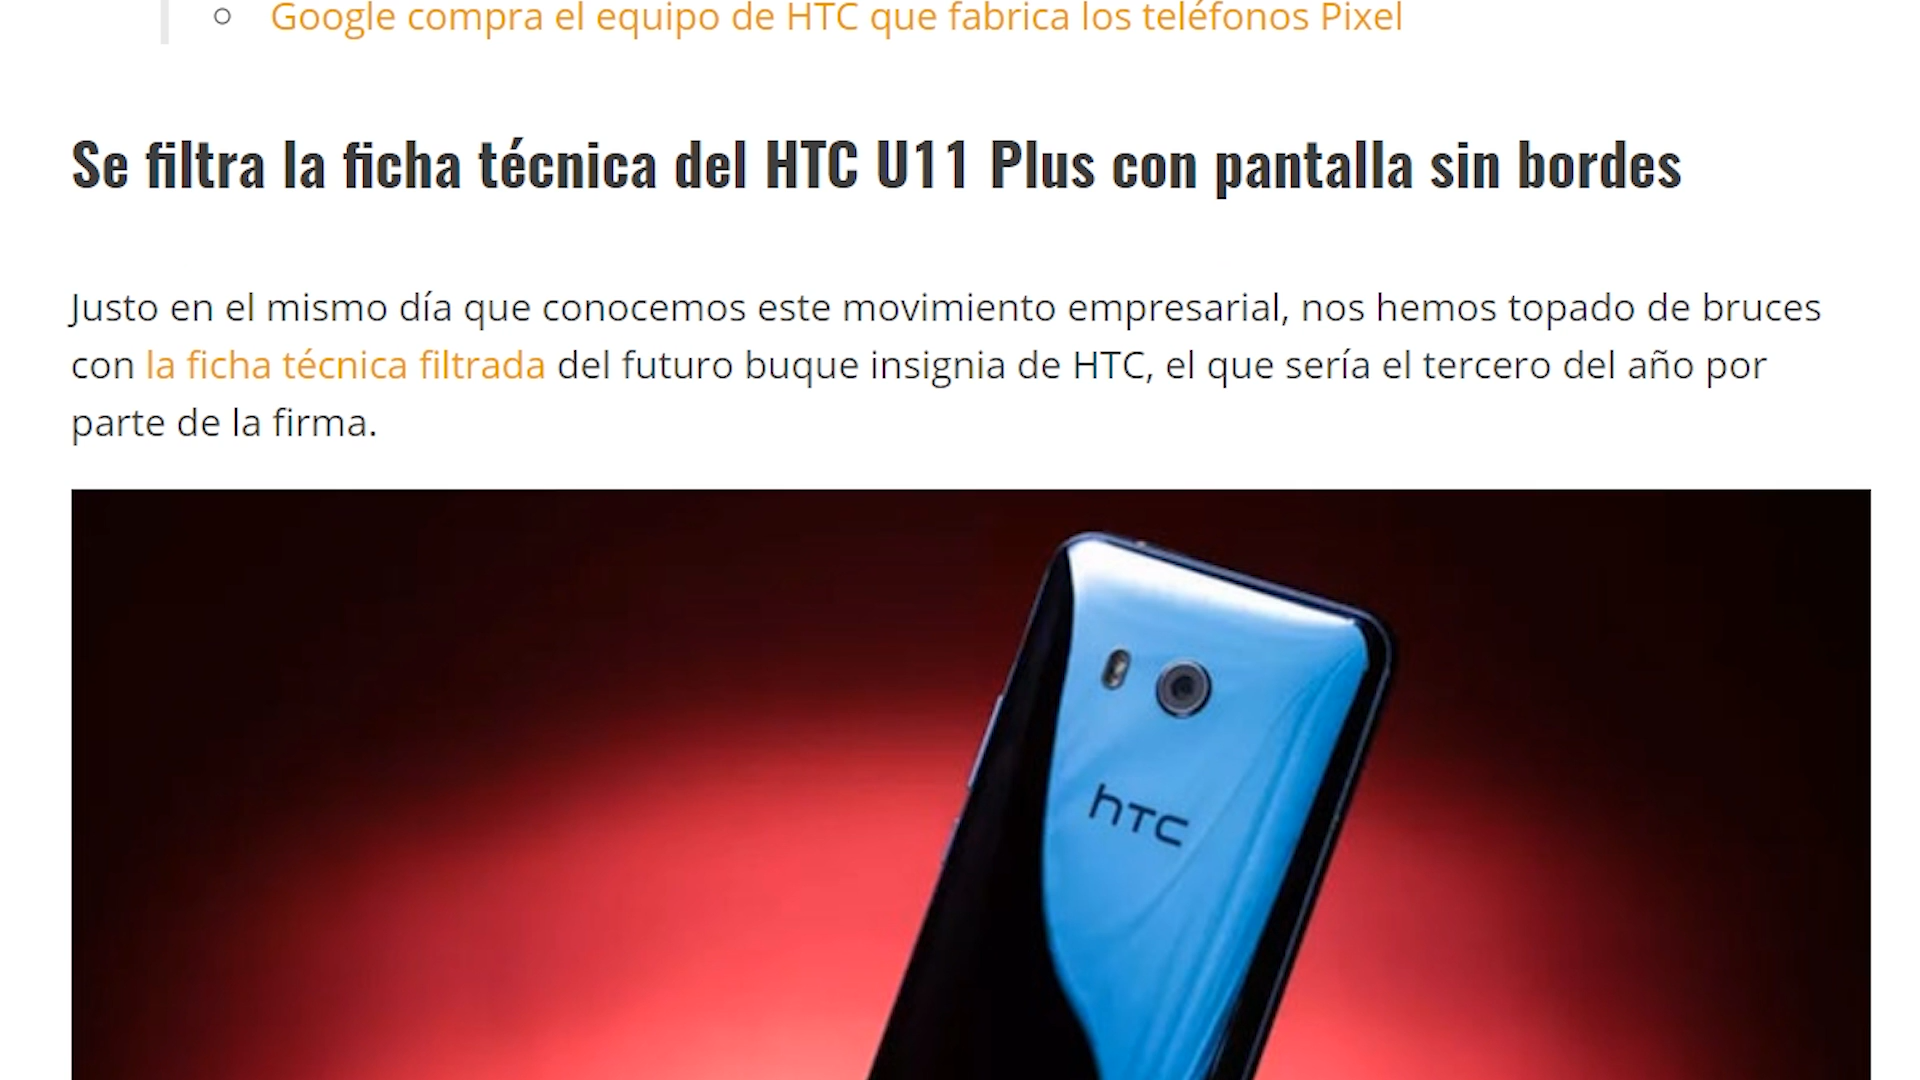 Google compra el equipo de HTC que fabrica los teléfonos Pixel
Se filtra la ficha técnica del HTC U11 Plus con pantalla sin bordes
Justo en el mismo día que conocemos este movimiento empresarial, nos hemos topado de bruces
con la ficha técnica filtrada del futuro buque insignia de HTC, el que sería el tercero del año por
parte de la firma.
hTC